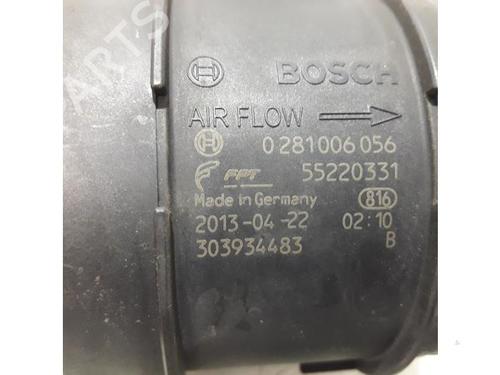 BOSCH
AIR FLOW
0 281 006 056
FPT 55220331
Made in Germany 816
2013-04-22 02:10
303934483 B
PARTS